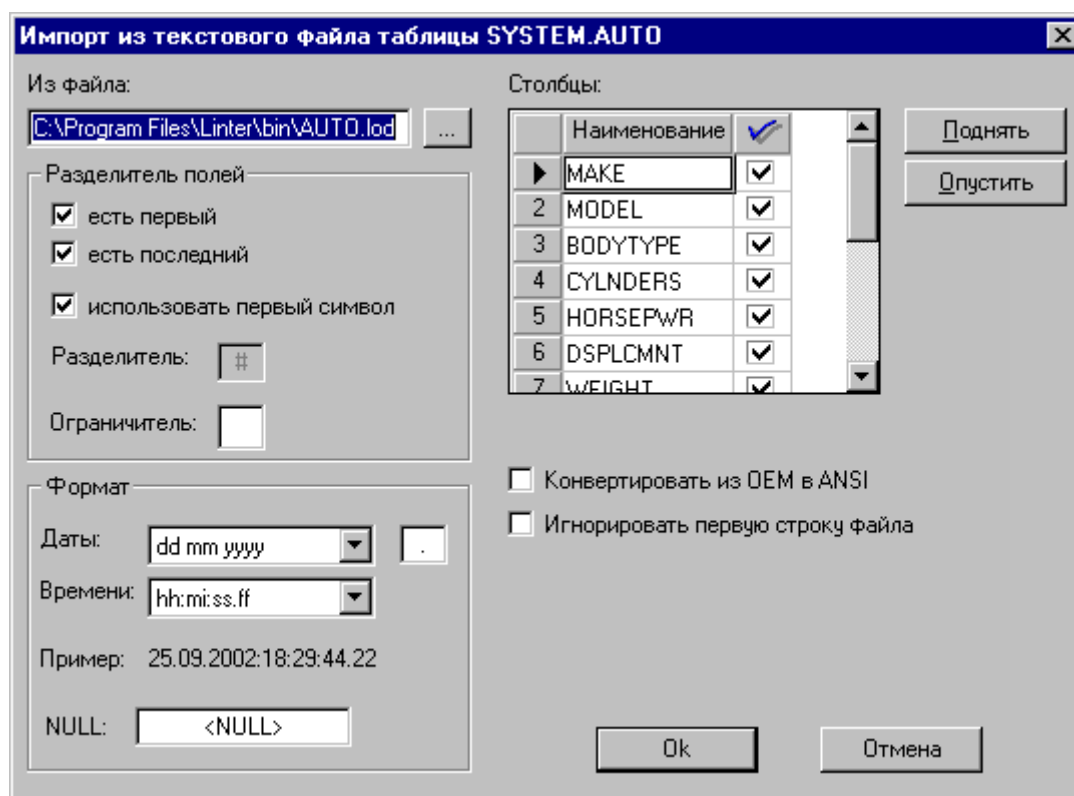 Импорт из текстового файла таблицы SYSTEM.AUTO
Из файла:
C:\Program Files\Linter\bin\AUTO.lod
...
Разделитель полей
есть первый
есть последний
использовать первый символ
Разделитель: #
Ограничитель:
Формат
Даты: dd mm yyyy .
Времени: hh:mi:ss.ff
Пример: 25.09.2002:18:29:44.22
NULL: <NULL>
Столбцы:
Наименование
MAKE
2 MODEL
3 BODYTYPE
4 CYLNDERS
5 HORSEPWR
6 DSPLCMNT
7 WEIGHT
Поднять
Опустить
Конвертировать из OEM в ANSI
Игнорировать первую строку файла
Ok
Отмена